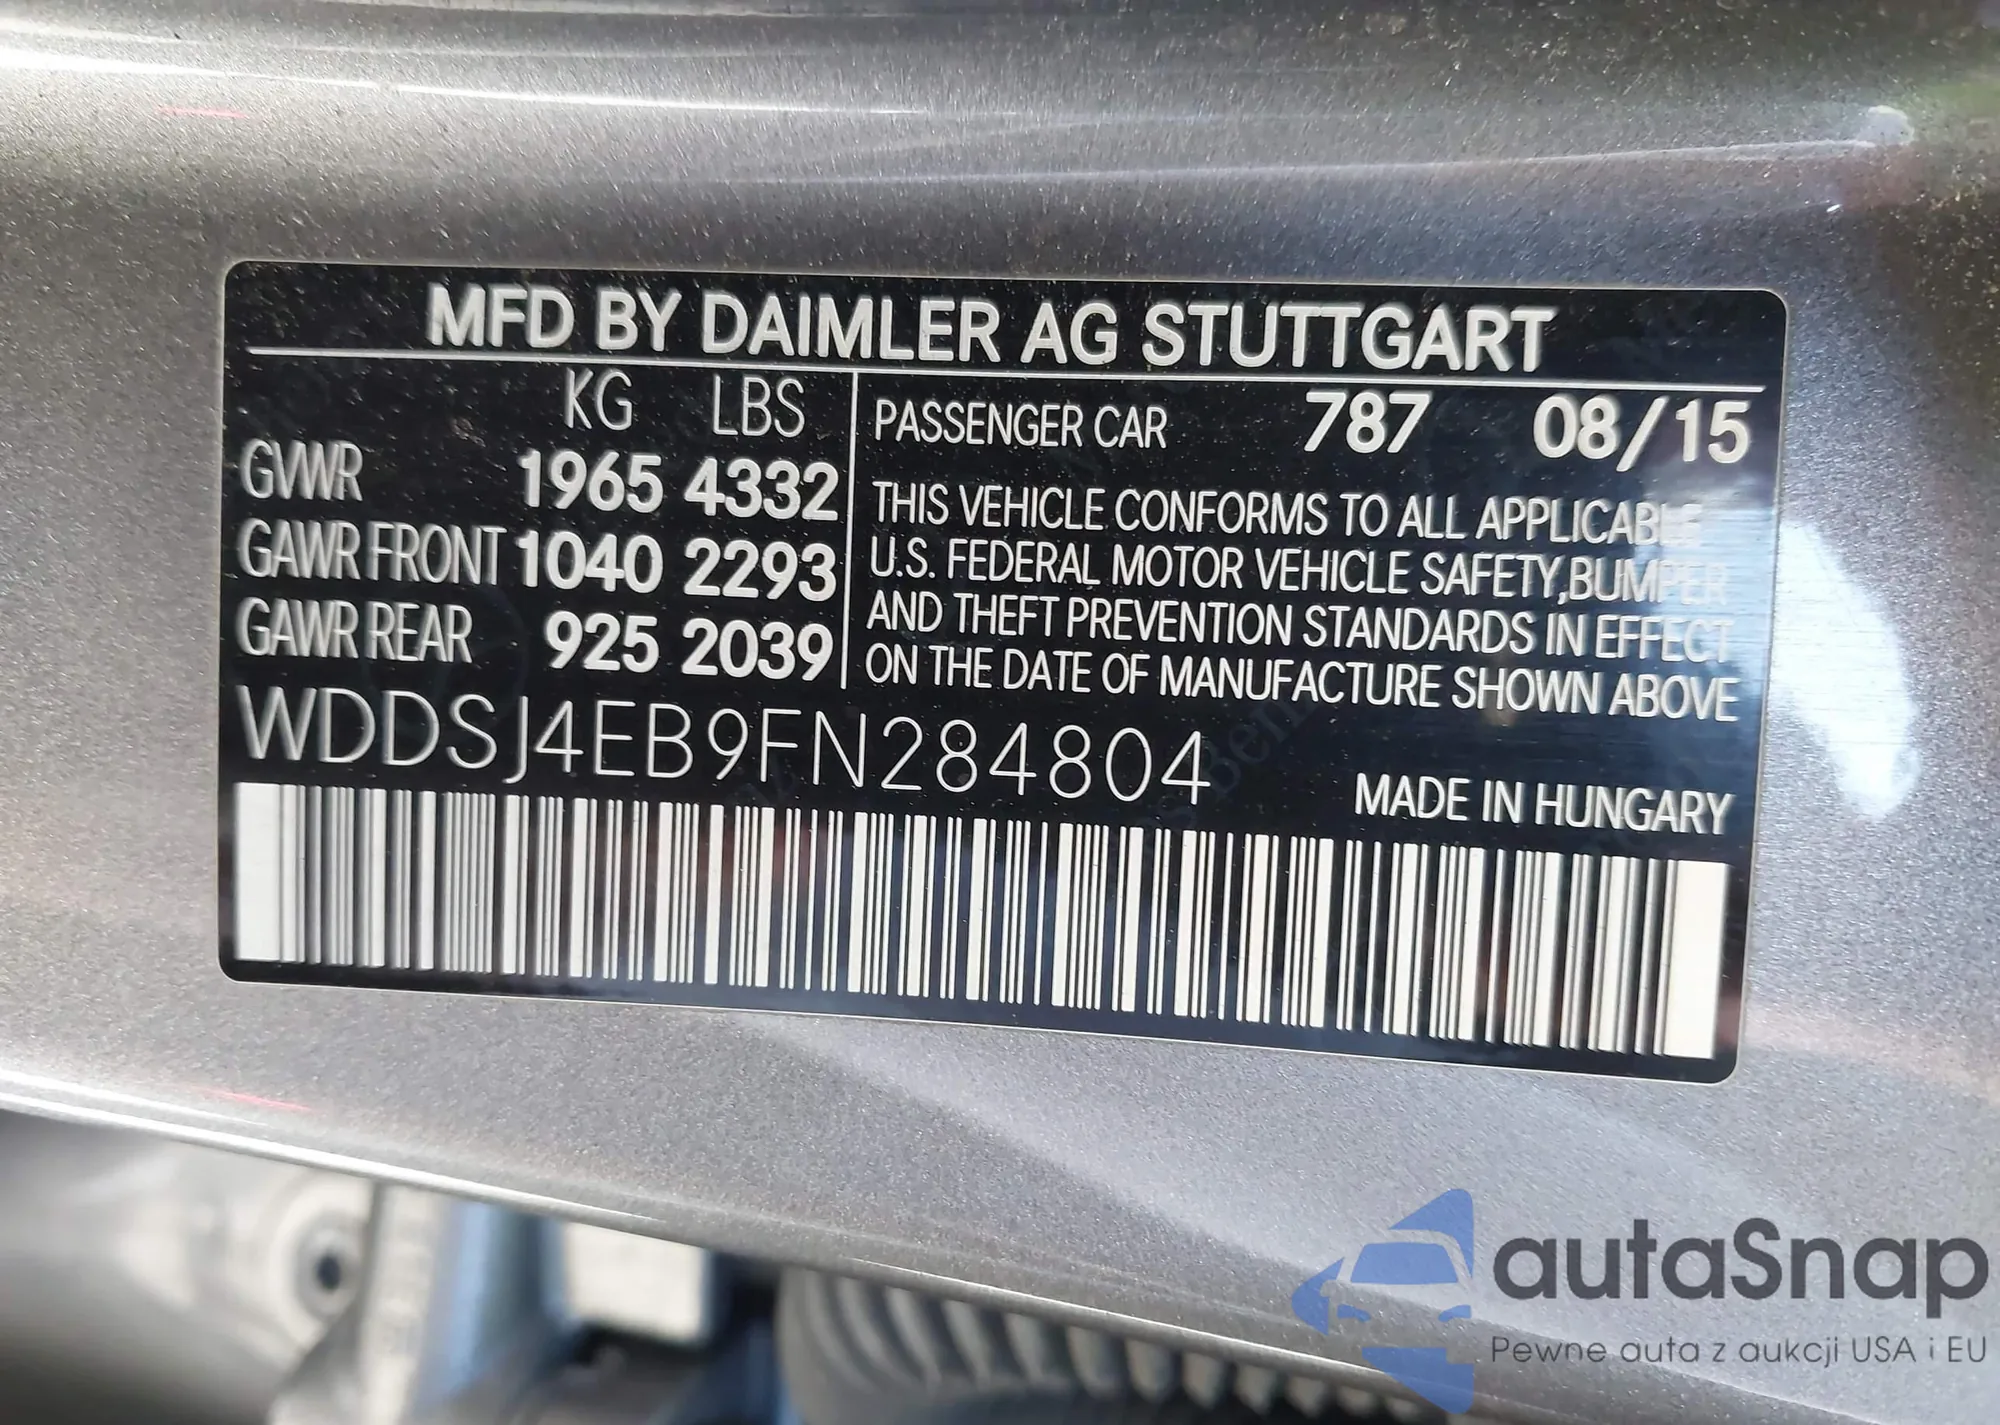 MFD BY DAIMLER AG STUTTGART
KG LBS
GVWR 1965 4332
GAWR FRONT 1040 2293
GAWR REAR 925 2039
PASSENGER CAR 787 08/15
THIS VEHICLE CONFORMS TO ALL APPLICABLE
U.S. FEDERAL MOTOR VEHICLE SAFETY,BUMPER
AND THEFT PREVENTION STANDARDS IN EFFECT
ON THE DATE OF MANUFACTURE SHOWN ABOVE
WDDSJ4EB9FN284804
MADE IN HUNGARY
autaSnap
Pewne auta z aukcji USA i EU